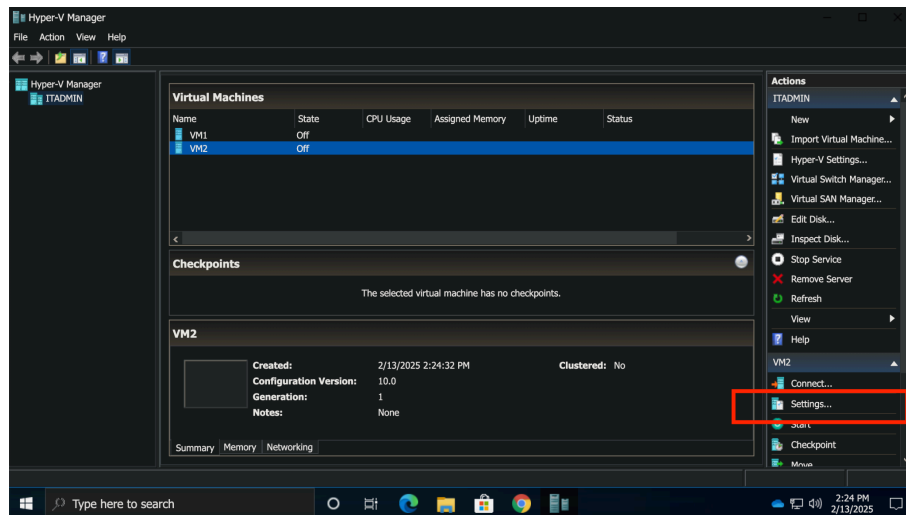 Hyper-V Manager
File Action View Help
Hyper-V Manager
ITADMIN
Virtual Machines
Name State CPU Usage Assigned Memory Uptime Status
VM1 Off
VM2 Off
Checkpoints
The selected virtual machine has no checkpoints.
VM2
Created: 2/13/2025 2:24:32 PM Clustered: No
Configuration Version: 10.0
Generation: 1
Notes: None
Summary Memory Networking
Actions
ITADMIN
New
Import Virtual Machine...
Hyper-V Settings...
Virtual Switch Manager...
Virtual SAN Manager...
Edit Disk...
Inspect Disk...
Stop Service
Remove Server
Refresh
View
Help
VM2
Connect...
Settings...
Start
Checkpoint
Move
Type here to search
2:24 PM
2/13/2025